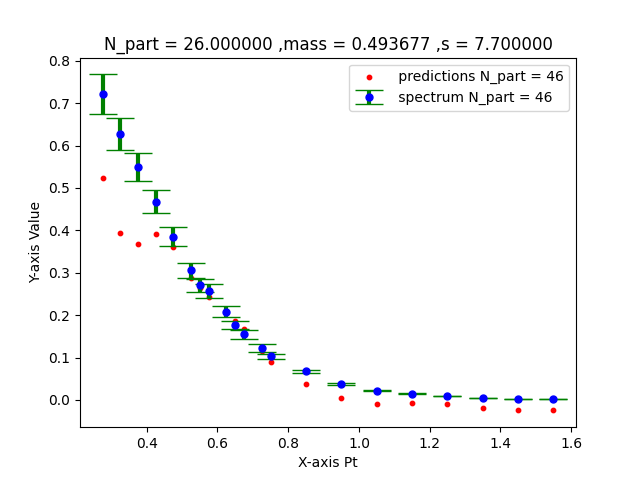 N_part = 26.000000 ,mass = 0.493677 ,s = 7.700000
predictions N_part = 46
spectrum N_part = 46
0.8
0.7
0.6
0.5
0.4
0.3
0.2
0.1
0.0
Y-axis Value
0.4 0.6 0.8 1.0 1.2 1.4 1.6
X-axis Pt